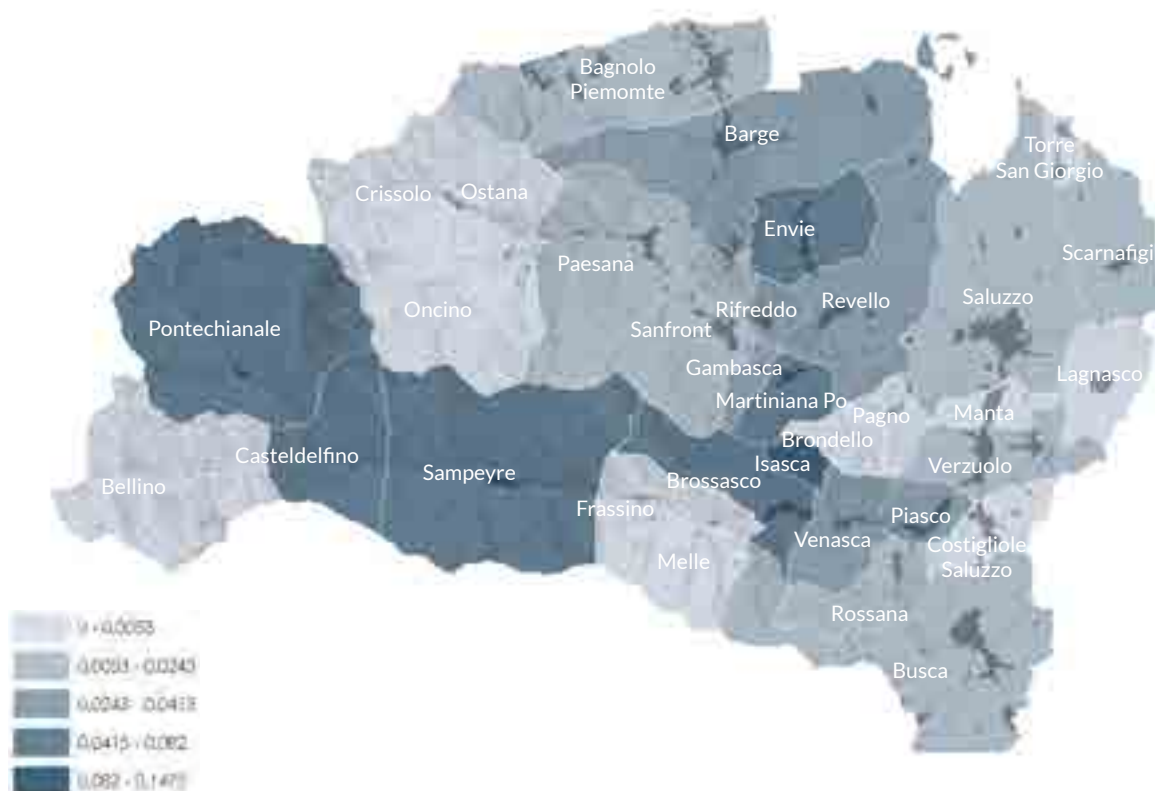 Bagnolo
Piemomte
Barge
Torre
San Giorgio
Crissolo
Ostana
Envie
Scarnafigi
Paesana
Pontechianale
Oncino
Rifreddo
Revello
Saluzzo
Sanfront
Gambasca
Lagnasco
Martiniana Po
Pagno
Manta
Brondello
Casteldelfino
Isasca
Verzuolo
Bellino
Sampeyre
Brossasco
Frassino
Piasco
Venasca
Costigliole
Saluzzo
Melle
Rossana
Busca
0 - 0,0053
0,0053 - 0,0243
0,0243 - 0,0415
0,0415 - 0,082